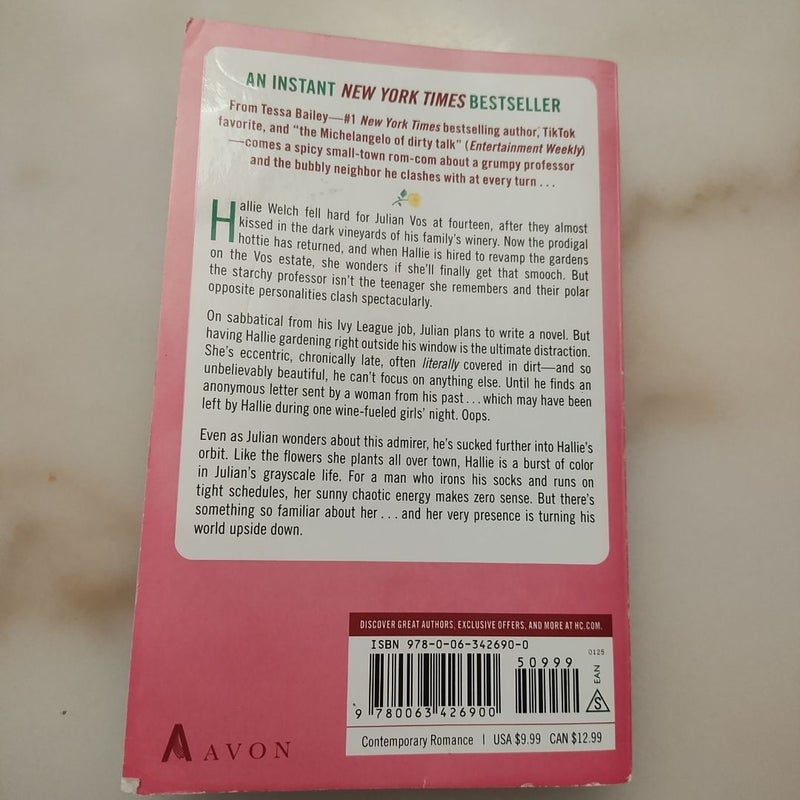 AN INSTANT NEW YORK TIMES BESTSELLER
From Tessa Bailey—#1 New York Times bestselling author, TikTok
favorite, and "the Michelangelo of dirty talk" (Entertainment Weekly)
—comes a spicy small-town rom-com about a grumpy professor
and the bubbly neighbor he clashes with at every turn . . .
Hallie Welch fell hard for Julian Vos at fourteen, after they almost
kissed in the dark vineyards of his family's winery. Now the prodigal
hottie has returned, and when Hallie is hired to revamp the gardens
on the Vos estate, she wonders if she'll finally get that smooch. But
the starchy professor isn't the teenager she remembers and their polar
opposite personalities clash spectacularly.
On sabbatical from his Ivy League job, Julian plans to write a novel. But
having Hallie gardening right outside his window is the ultimate distraction.
She's eccentric, chronically late, often literally covered in dirt—and so
unbelievably beautiful, he can't focus on anything else. Until he finds an
anonymous letter sent by a woman from his past . . . which may have been
left by Hallie during one wine-fueled girls' night. Oops.
Even as Julian wonders about this admirer, he's sucked further into Hallie's
orbit. Like the flowers she plants all over town, Hallie is a burst of color
in Julian's grayscale life. For a man who irons his socks and runs on
tight schedules, her sunny chaotic energy makes zero sense. But there's
something so familiar about her . . . and her very presence is turning his
world upside down.
DISCOVER GREAT AUTHORS, EXCLUSIVE OFFERS, AND MORE AT HC.COM.
ISBN 978-0-06-342690-0
50999
0125
EAN
S
9 780063 426900
Contemporary Romance | USA $9.99 CAN $12.99
A AVON